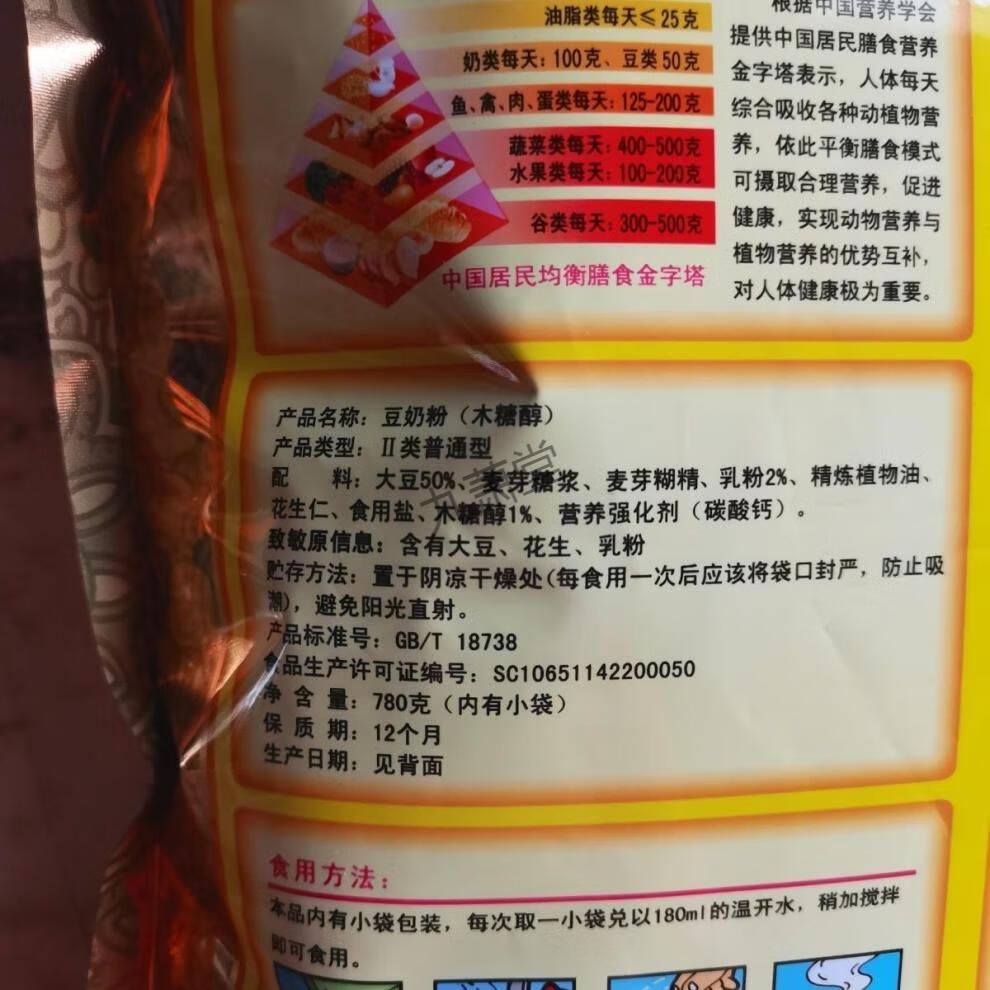 油脂类每天≤25克
奶类每天：100克、豆类50克
鱼、禽、肉、蛋类每天：125-200克
蔬菜类每天：400-500克
水果类每天：100-200克
谷类每天：300-500克
中国居民均衡膳食金字塔
根据中国营养学会
提供中国居民膳食营养
金字塔表示，人体每天
综合吸收各种动植物营
养，依此平衡膳食模式
可摄取合理营养，促进
健康，实现动物营养与
植物营养的优势互补，
对人体健康极为重要。
产品名称：豆奶粉（木糖醇）
产品类型：Ⅱ类普通型
配 料：大豆50%、麦芽糖浆、麦芽糊精、乳粉2%、精炼植物油、
花生仁、食用盐、木糖醇1%、营养强化剂（碳酸钙）。
致敏原信息：含有大豆、花生、乳粉
贮存方法：置于阴凉干燥处(每食用一次后应该将袋口封严，防止吸
潮)，避免阳光直射。
产品标准号：GB/T 18738
食品生产许可证编号：SC10651142200050
净 含 量：780克（内有小袋）
保 质 期：12个月
生产日期：见背面
食用方法：
本品内有小袋包装，每次取一小袋兑以180ml的温开水，稍加搅拌
即可食用。